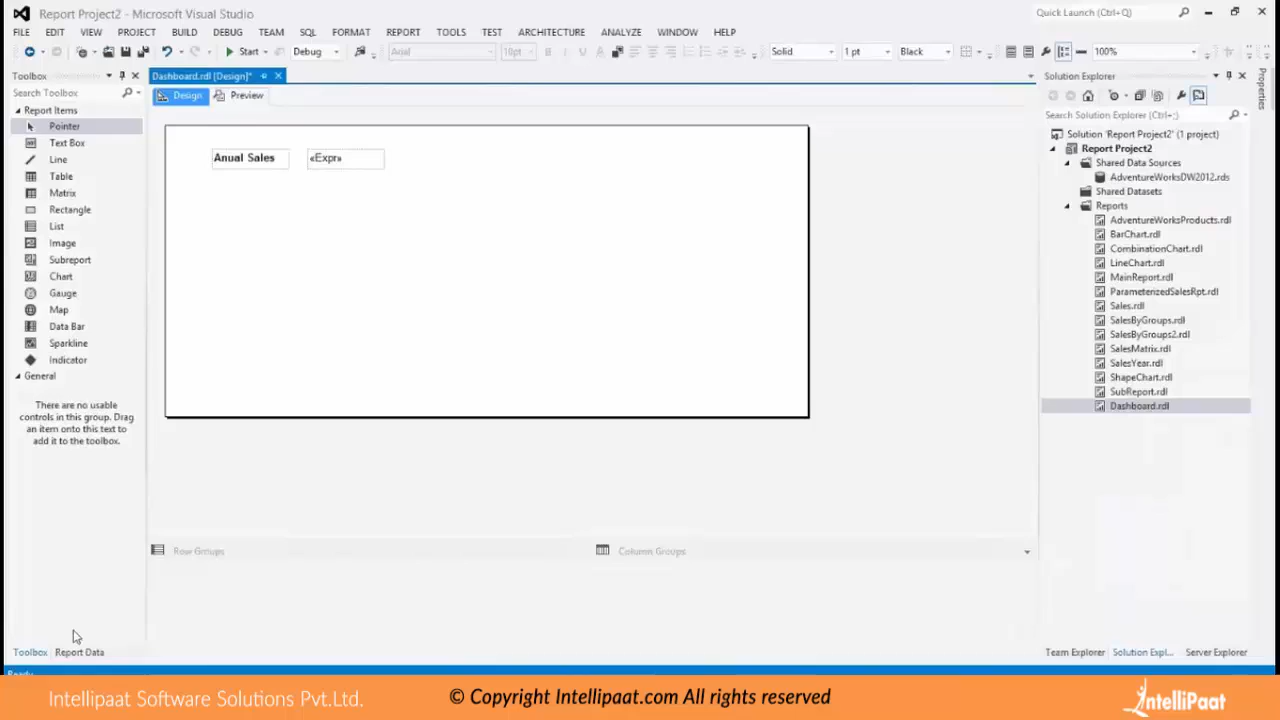 Report Project2 - Microsoft Visual Studio
Quick Launch (Ctrl+Q)
FILE EDIT VIEW PROJECT BUILD DEBUG TEAM SQL FORMAT REPORT TOOLS TEST ARCHITECTURE ANALYZE WINDOW HELP
Start Debug Arial 10pt B I U A Solid 1 pt Black 100%
Toolbox
Search Toolbox
Report Items
Pointer
Text Box
Line
Table
Matrix
Rectangle
List
Image
Subreport
Chart
Gauge
Map
Data Bar
Sparkline
Indicator
General
There are no usable
controls in this group. Drag
an item onto this text to
add it to the toolbox.
Toolbox Report Data
Dashboard.rdl [Design]*
Design Preview
Anual Sales «Expr»
Row Groups Column Groups
Solution Explorer
Search Solution Explorer (Ctrl+;)
Solution 'Report Project2' (1 project)
Report Project2
Shared Data Sources
AdventureWorksDW2012.rds
Shared Datasets
Reports
AdventureWorksProducts.rdl
BarChart.rdl
CombinationChart.rdl
LineChart.rdl
MainReport.rdl
ParameterizedSalesRpt.rdl
Sales.rdl
SalesByGroups.rdl
SalesByGroups2.rdl
SalesMatrix.rdl
SalesYear.rdl
ShapeChart.rdl
SubReport.rdl
Dashboard.rdl
Team Explorer Solution Expl... Server Explorer
Properties
Ready
Intellipaat Software Solutions Pvt.Ltd.
© Copyright Intellipaat.com All rights reserved
IntelliPaat